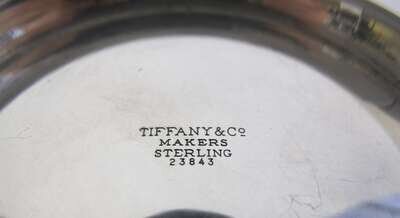 TIFFANY & Cº
MAKERS
STERLING
23843